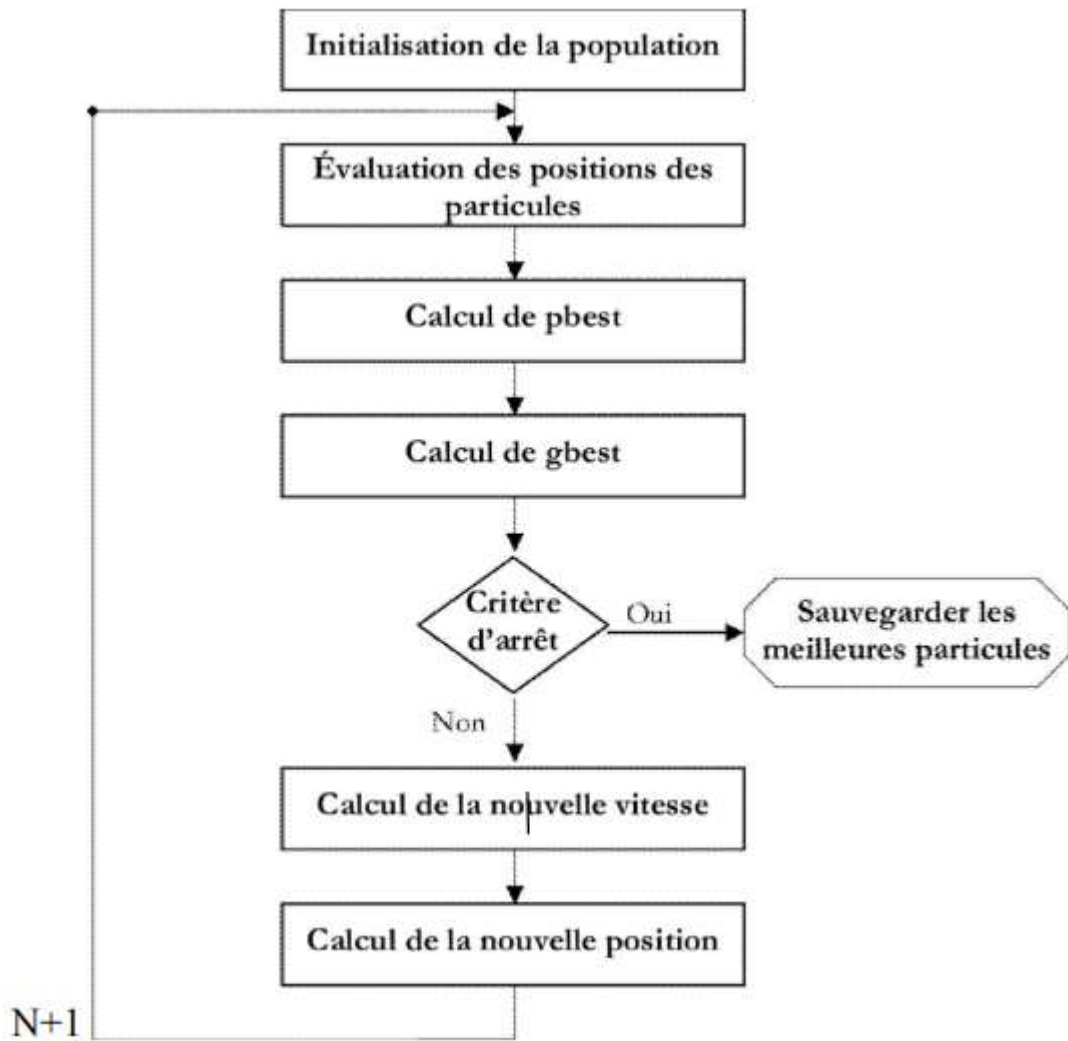 Initialisation de la population
Évaluation des positions des
particules
Calcul de pbest
Calcul de gbest
Critère
d'arrêt
Oui
Sauvegarder les
meilleures particules
Non
Calcul de la nouvelle vitesse
Calcul de la nouvelle position
N+1